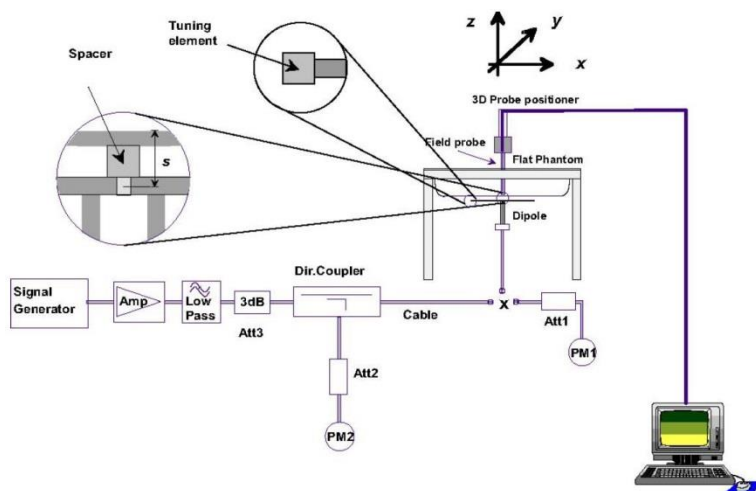 Tuning
element
Spacer
s
z
y
x
3D Probe positioner
Field probe
Flat Phantom
Dipole
Signal
Generator
Amp
Low
Pass
3dB
Att3
Dir.Coupler
Cable
x
Att1
PM1
Att2
PM2